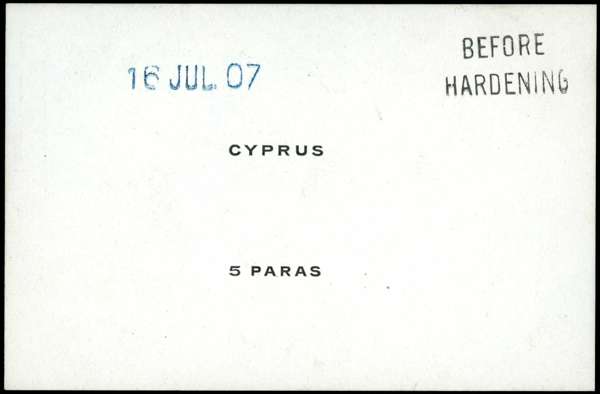 BEFORE
HARDENING
16 JUL. 07
CYPRUS
5 PARAS